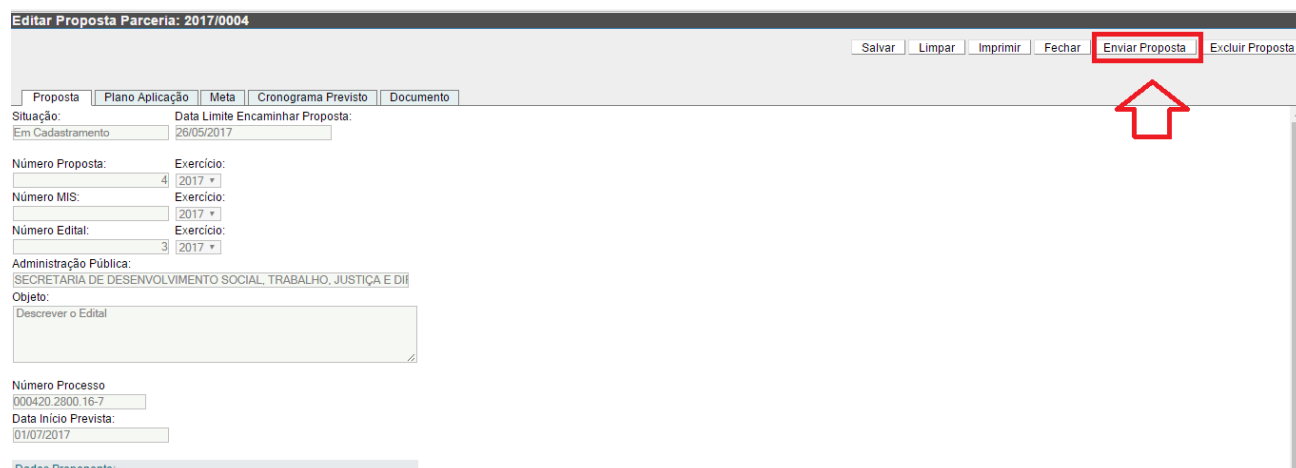 Editar Proposta Parceria: 2017/0004
Salvar Limpar Imprimir Fechar Enviar Proposta Excluir Proposta
Proposta Plano Aplicação Meta Cronograma Previsto Documento
Situação: Data Limite Encaminhar Proposta:
Em Cadastramento 26/05/2017
Número Proposta: Exercício:
4 2017
Número MIS: Exercício:
2017
Número Edital: Exercício:
3 2017
Administração Pública:
SECRETARIA DE DESENVOLVIMENTO SOCIAL, TRABALHO, JUSTIÇA E DI
Objeto:
Descrever o Edital
Número Processo
000420.2800.16-7
Data Início Prevista:
01/07/2017
Dados Proponente: